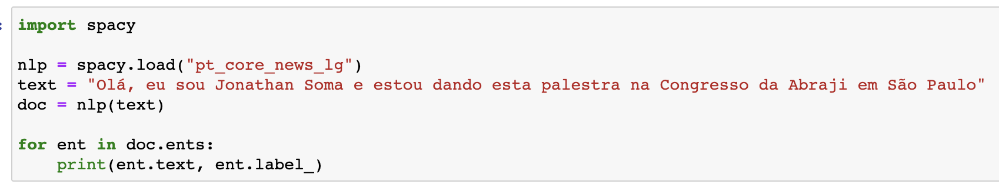 :
import spacy
nlp = spacy.load("pt_core_news_lg")
text = "Olá, eu sou Jonathan Soma e estou dando esta palestra na Congresso da Abraji em São Paulo"
doc = nlp(text)
for ent in doc.ents:
    print(ent.text, ent.label_)